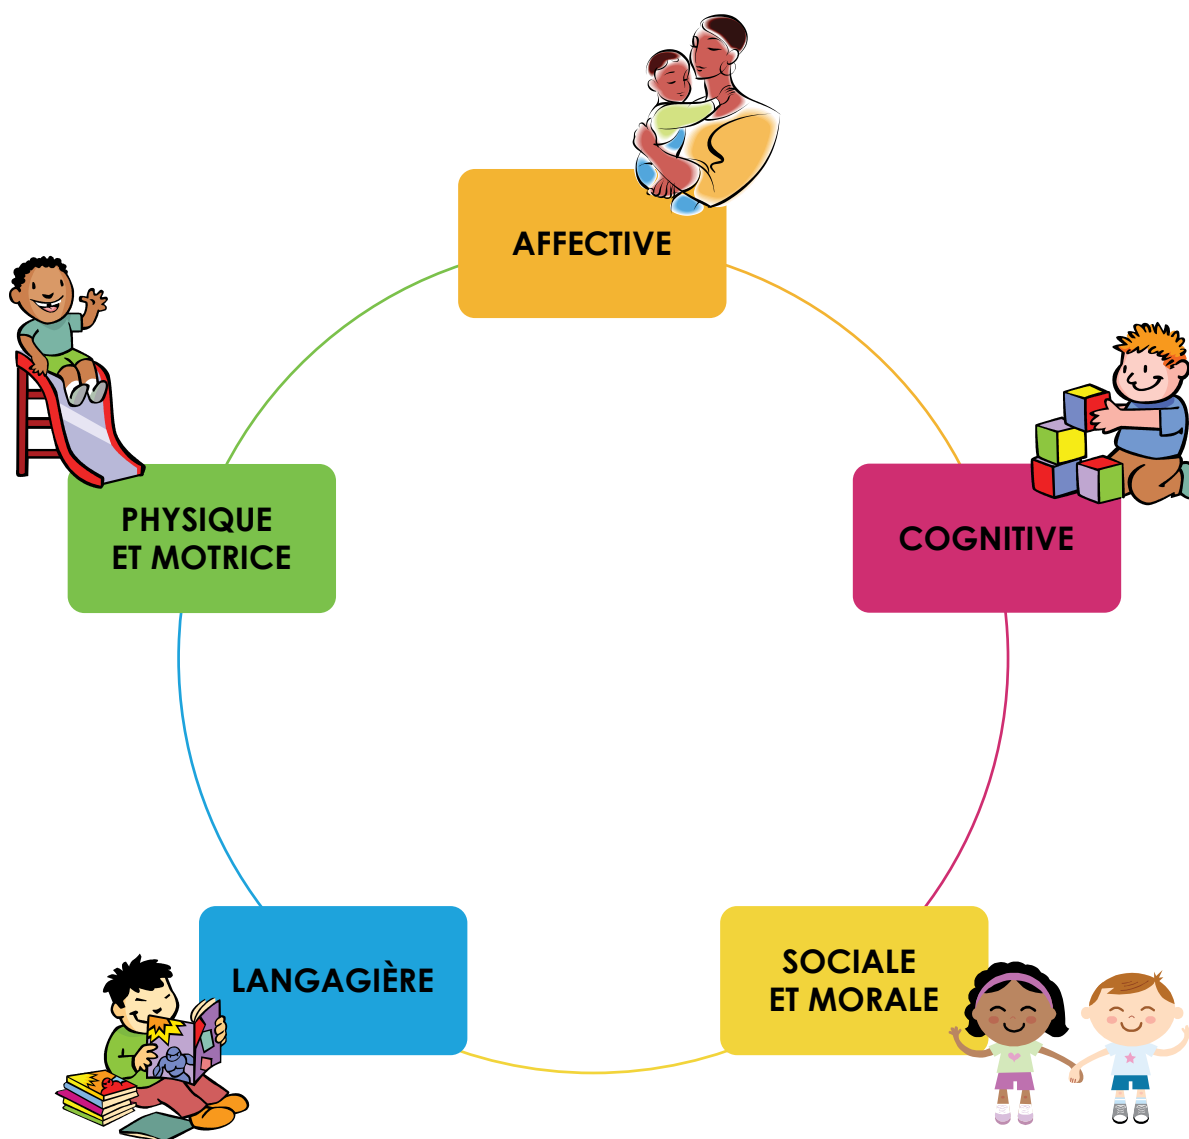 AFFECTIVE
PHYSIQUE
ET MOTRICE
COGNITIVE
LANGAGIÈRE
SOCIALE
ET MORALE